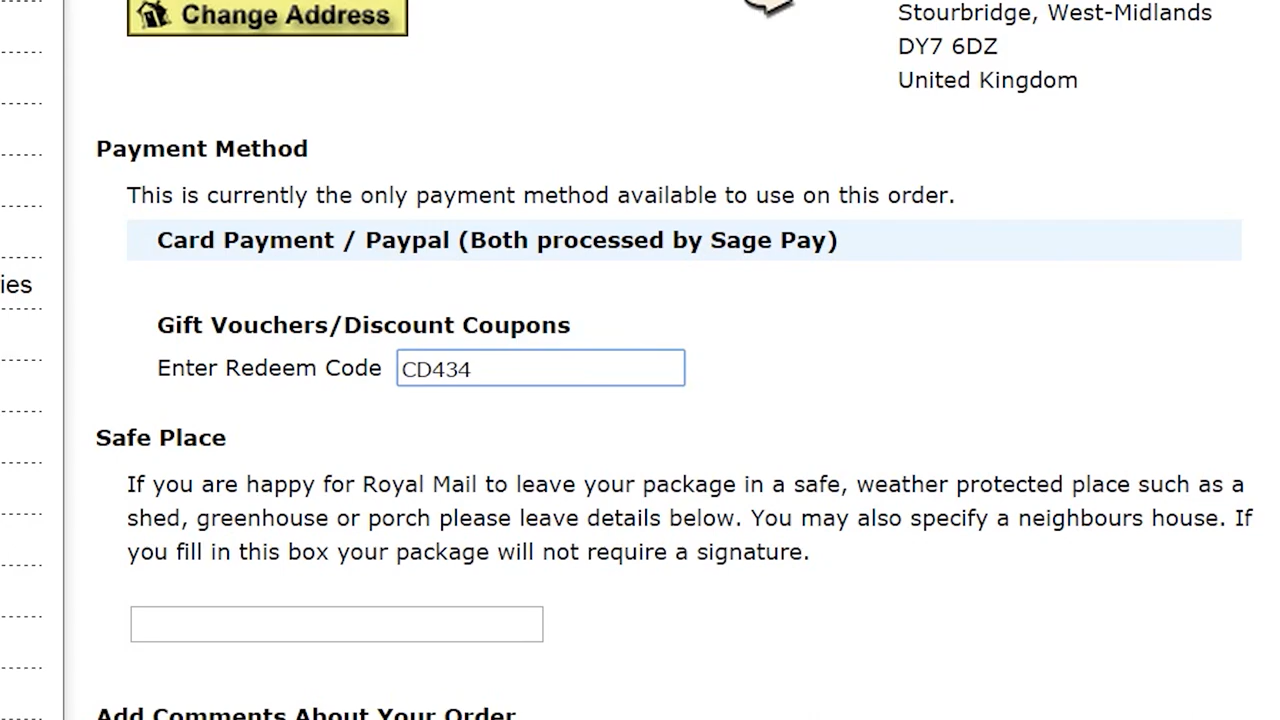 Change Address
Stourbridge, West-Midlands
DY7 6DZ
United Kingdom
Payment Method
This is currently the only payment method available to use on this order.
Card Payment / Paypal (Both processed by Sage Pay)
ies
Gift Vouchers/Discount Coupons
Enter Redeem Code CD434
Safe Place
If you are happy for Royal Mail to leave your package in a safe, weather protected place such as a
shed, greenhouse or porch please leave details below. You may also specify a neighbours house. If
you fill in this box your package will not require a signature.
Add Comments About Your Order